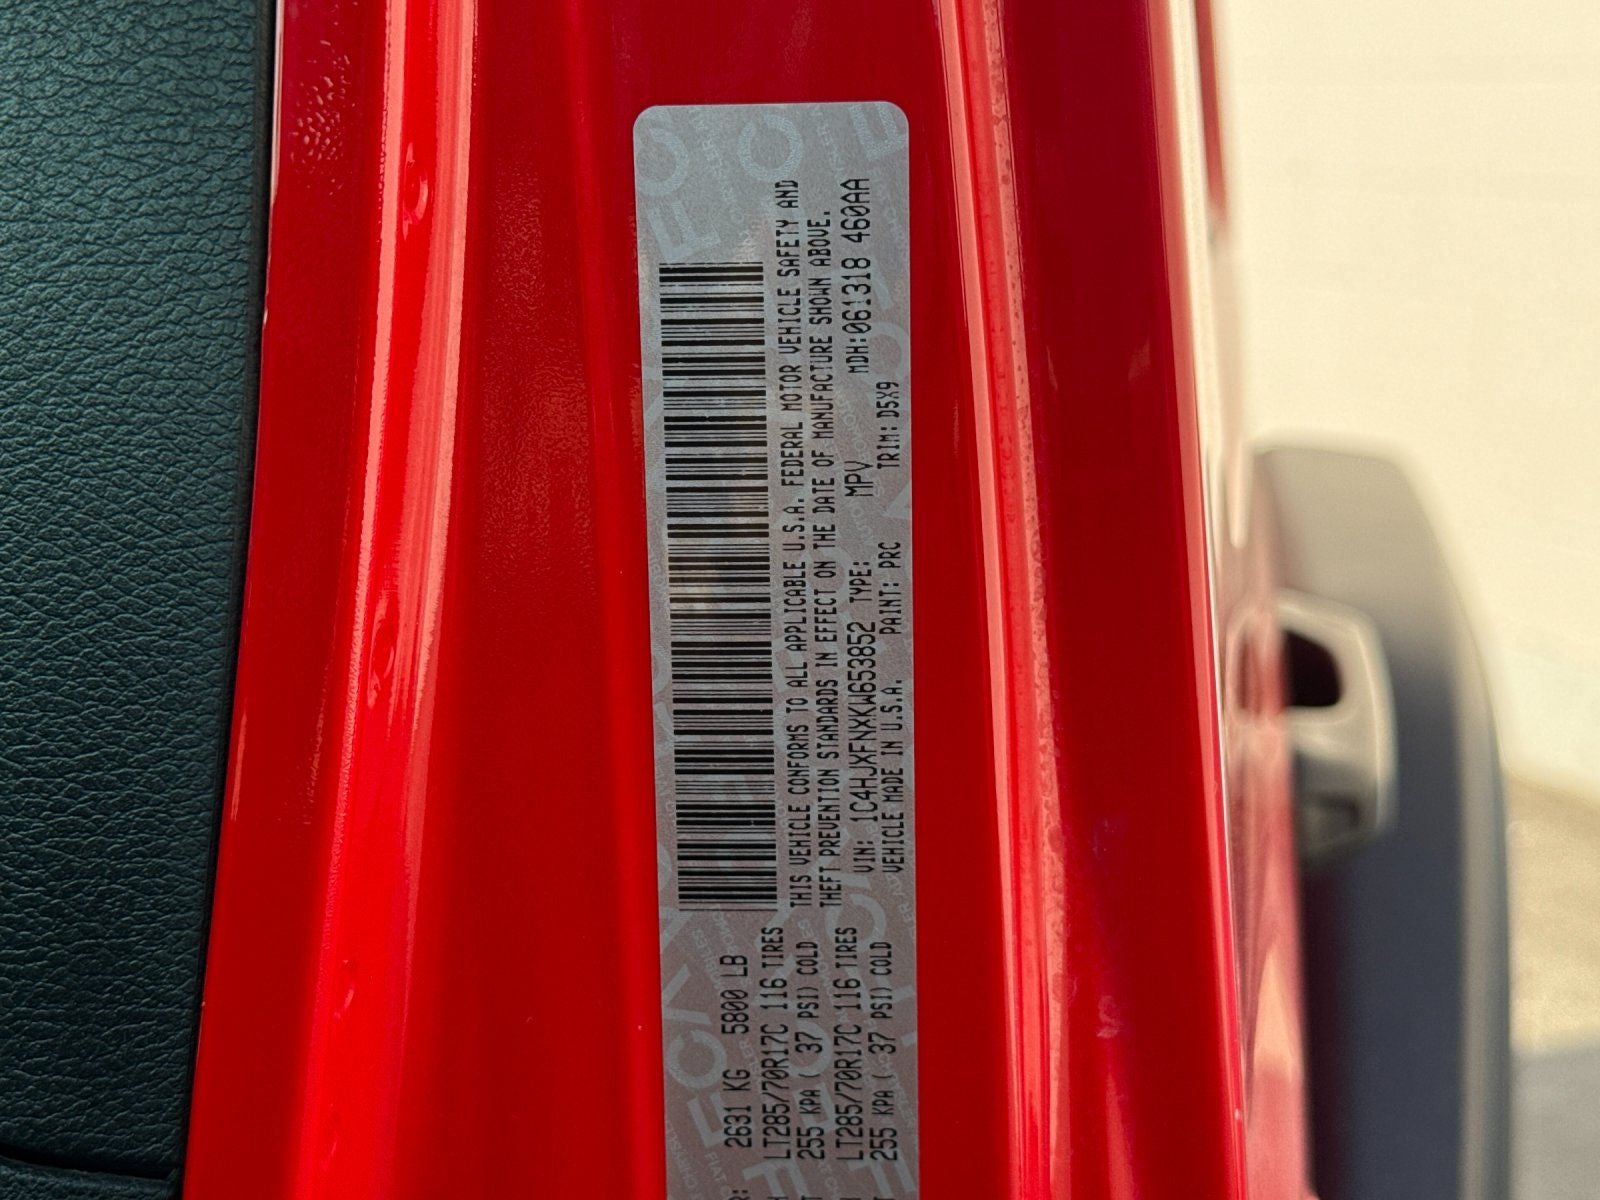 2631 KG 5800 LB
LT285/70R17C 116 TIRES
255 KPA ( 37 PSI) COLD
LT285/70R17C 116 TIRES
255 KPA ( 37 PSI) COLD
THIS VEHICLE CONFORMS TO ALL APPLICABLE U.S.A. FEDERAL MOTOR VEHICLE SAFETY AND
THEFT PREVENTION STANDARDS IN EFFECT ON THE DATE OF MANUFACTURE SHOWN ABOVE.
VIN: 1C4HJXFNXKW653852 TYPE: MPV MDH:061318 460AA
VEHICLE MADE IN U.S.A. PAINT: PRC TRIM: D5X9